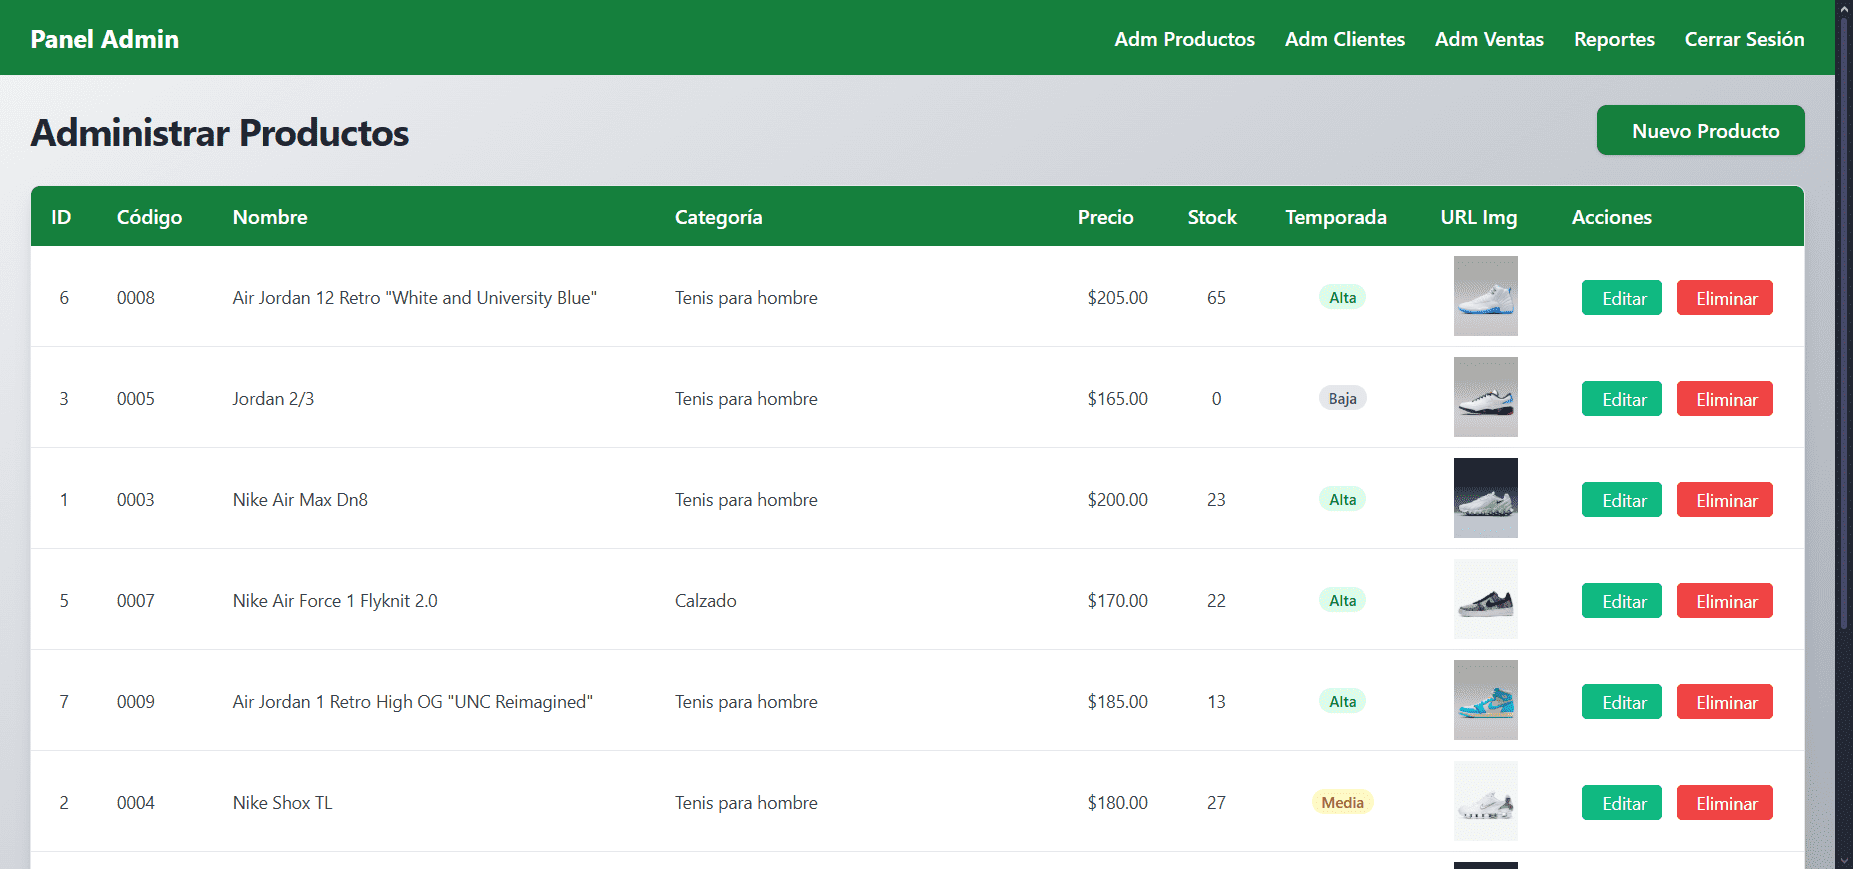 Panel Admin
Adm Productos Adm Clientes Adm Ventas Reportes Cerrar Sesión
Administrar Productos
Nuevo Producto
ID Código Nombre Categoría Precio Stock Temporada URL Img Acciones
6 0008 Air Jordan 12 Retro "White and University Blue" Tenis para hombre $205.00 65 Alta Editar Eliminar
3 0005 Jordan 2/3 Tenis para hombre $165.00 0 Baja Editar Eliminar
1 0003 Nike Air Max Dn8 Tenis para hombre $200.00 23 Alta Editar Eliminar
5 0007 Nike Air Force 1 Flyknit 2.0 Calzado $170.00 22 Alta Editar Eliminar
7 0009 Air Jordan 1 Retro High OG "UNC Reimagined" Tenis para hombre $185.00 13 Alta Editar Eliminar
2 0004 Nike Shox TL Tenis para hombre $180.00 27 Media Editar Eliminar